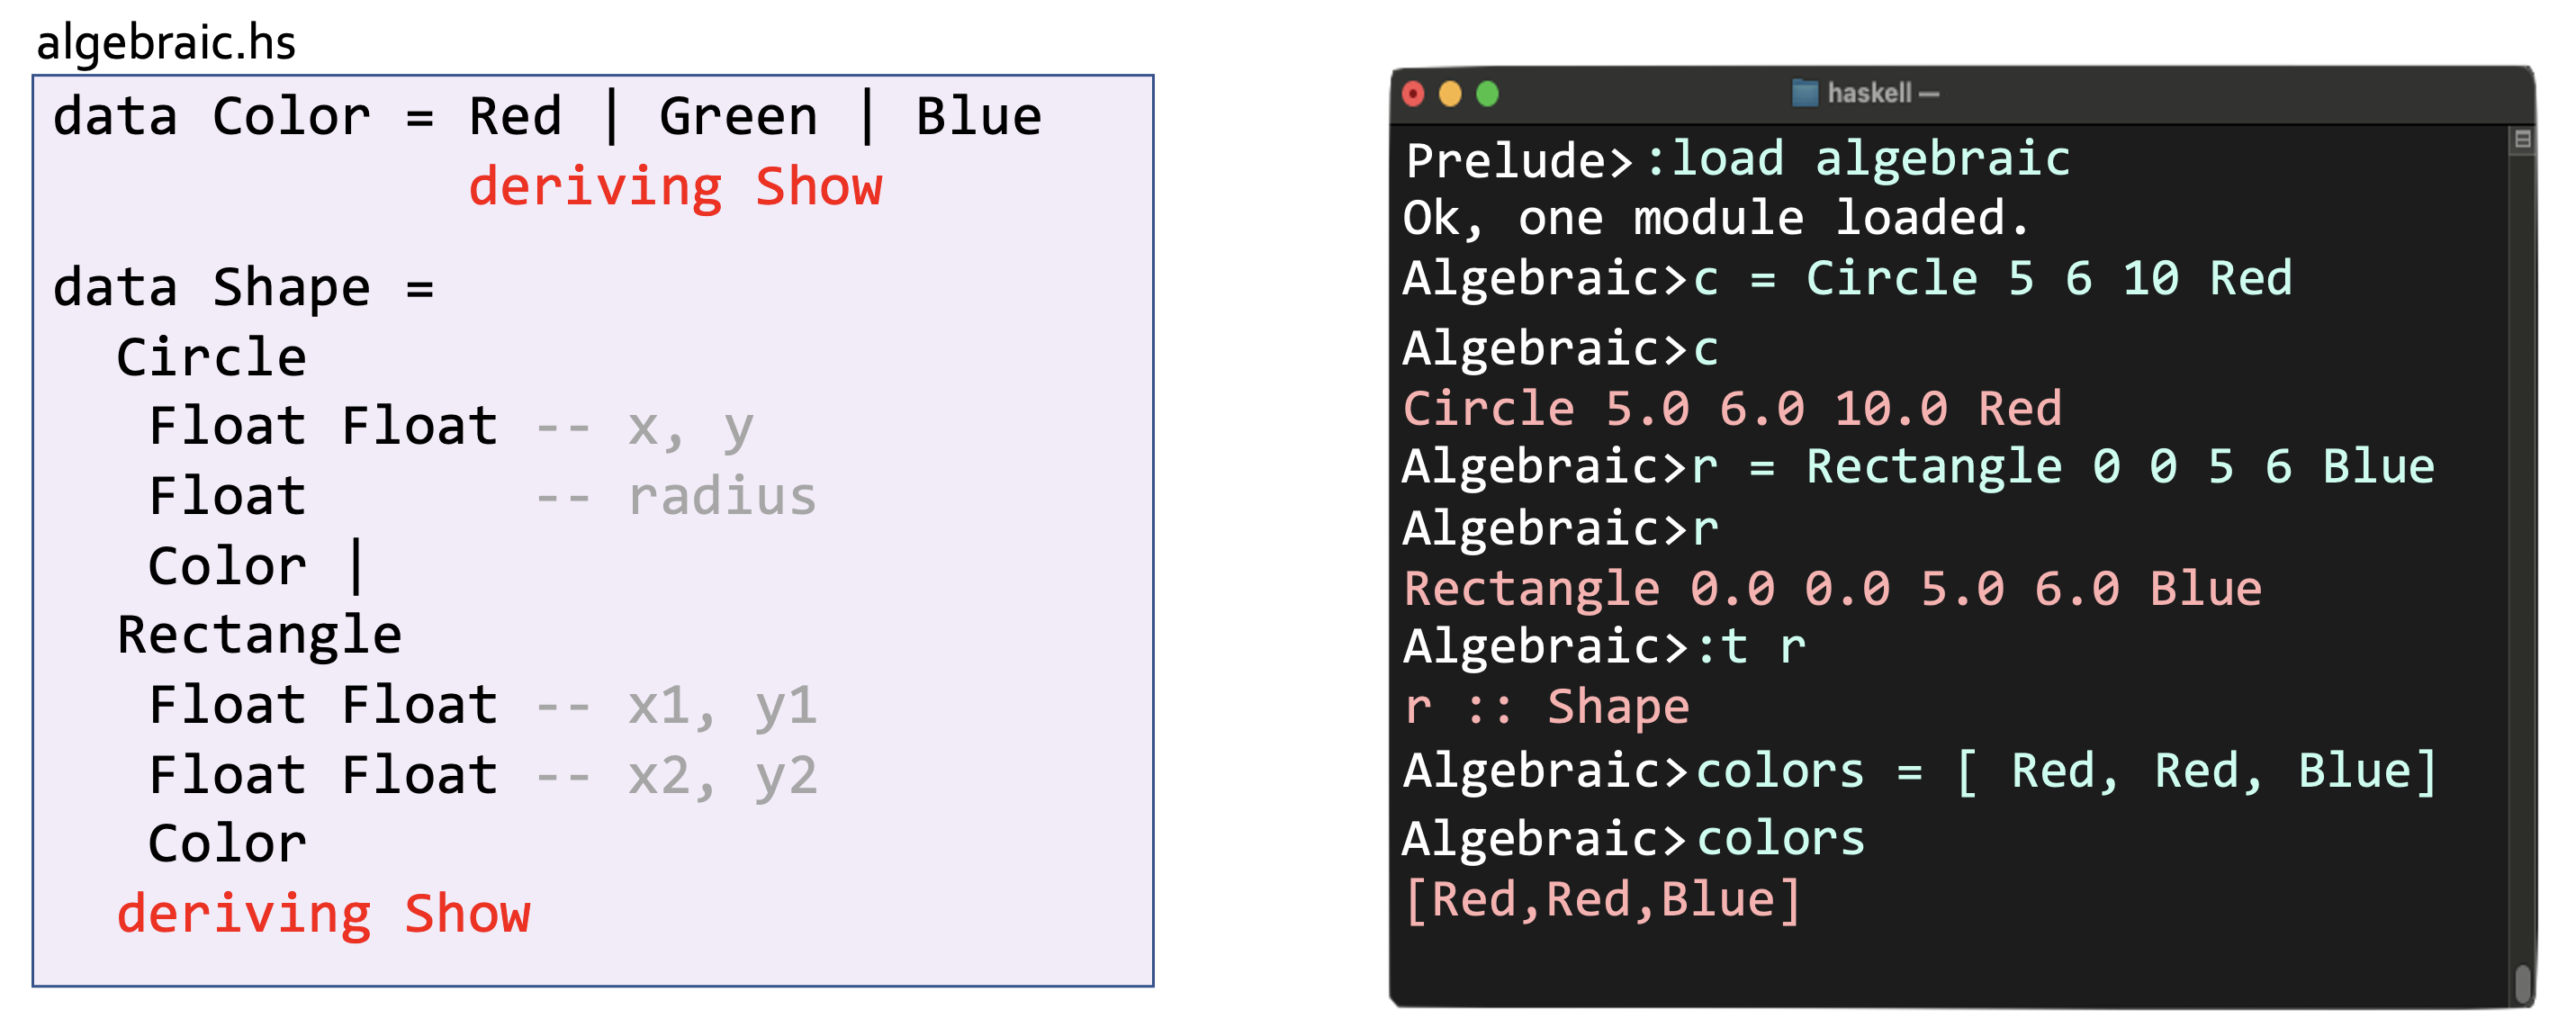 algebraic.hs
data Color = Red | Green | Blue
deriving Show
data Shape =
Circle
Float Float -- x, y
Float -- radius
Color |
Rectangle
Float Float -- x1, y1
Float Float -- x2, y2
Color
deriving Show
haskell —
Prelude>:load algebraic
Ok, one module loaded.
Algebraic>c = Circle 5 6 10 Red
Algebraic>c
Circle 5.0 6.0 10.0 Red
Algebraic>r = Rectangle 0 0 5 6 Blue
Algebraic>r
Rectangle 0.0 0.0 5.0 6.0 Blue
Algebraic>:t r
r :: Shape
Algebraic>colors = [ Red, Red, Blue]
Algebraic>colors
[Red,Red,Blue]